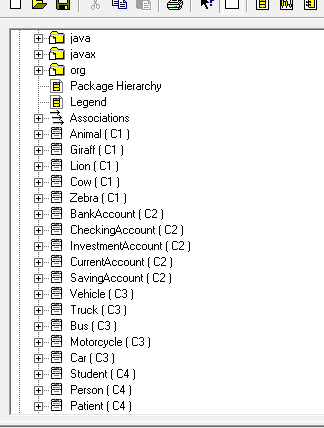 java
javax
org
Package Hierarchy
Legend
Associations
Animal ( C1 )
Giraff ( C1 )
Lion ( C1 )
Cow ( C1 )
Zebra ( C1 )
BankAccount ( C2 )
CheckingAccount ( C2 )
InvestmentAccount ( C2 )
CurrentAccount ( C2 )
SavingAccount ( C2 )
Vehicle ( C3 )
Truck ( C3 )
Bus ( C3 )
Motorcycle ( C3 )
Car ( C3 )
Student ( C4 )
Person ( C4 )
Patient ( C4 )